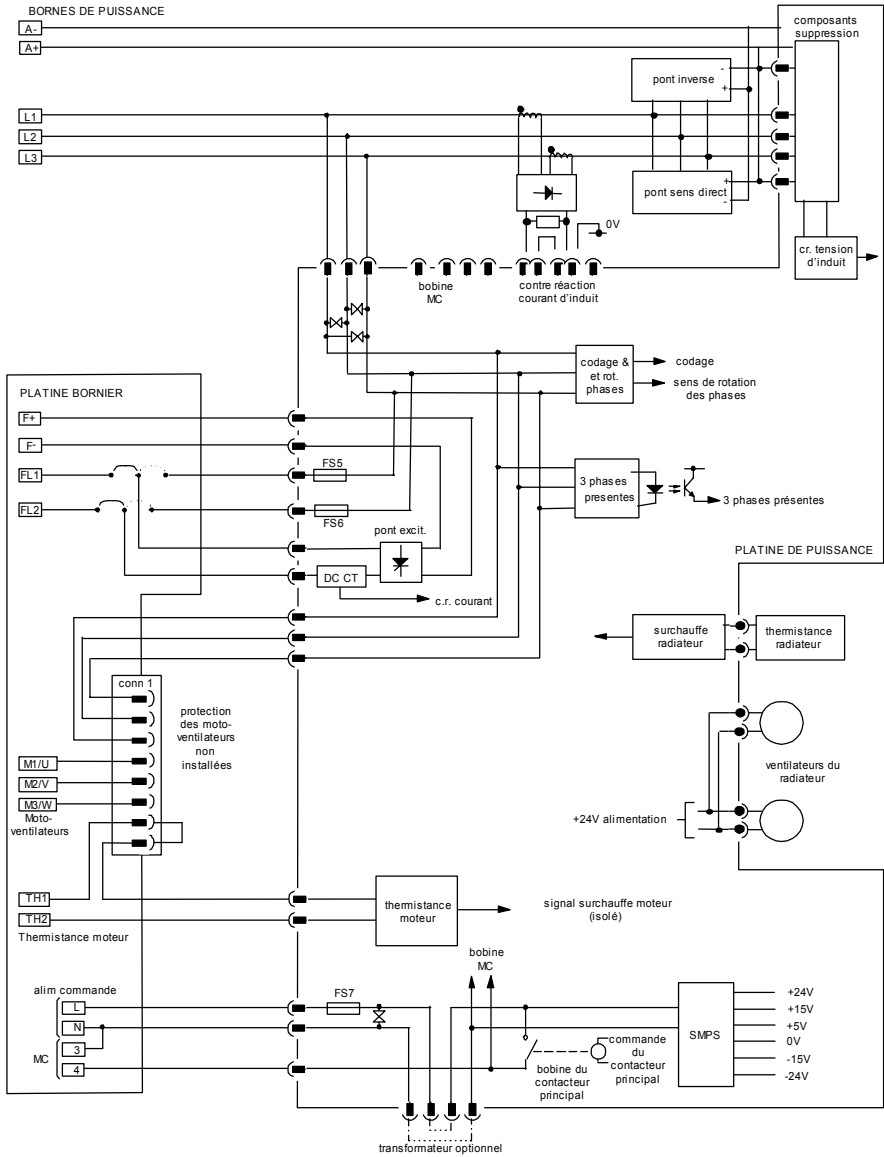 BORNES DE PUISSANCE
A-
A+
L1
L2
L3
composants
suppression
pont inverse
-
+
pont sens direct
+
-
0V
cr. tension
d'induit
bobine
MC
contre réaction
courant d'induit
codage &
et rot.
phases
codage
sens de rotation
des phases
PLATINE BORNIER
F+
F-
FL1
FL2
FS5
FS6
pont excit.
DC CT
c.r. courant
3 phases
presentes
3 phases présentes
PLATINE DE PUISSANCE
surchauffe
radiateur
thermistance
radiateur
conn 1
protection
des moto-
ventilateurs
non
installées
M1/U
M2/V
M3/W
Moto-
ventilateurs
ventilateurs du
radiateur
+24V alimentation
TH1
TH2
Thermistance moteur
thermistance
moteur
signal surchauffe moteur
(isolé)
bobine
MC
alim commande
L
N
MC
3
4
FS7
commande
du
contacteur
principal
bobine du
contacteur
principal
SMPS
+24V
+15V
+5V
0V
-15V
-24V
transformateur optionnel